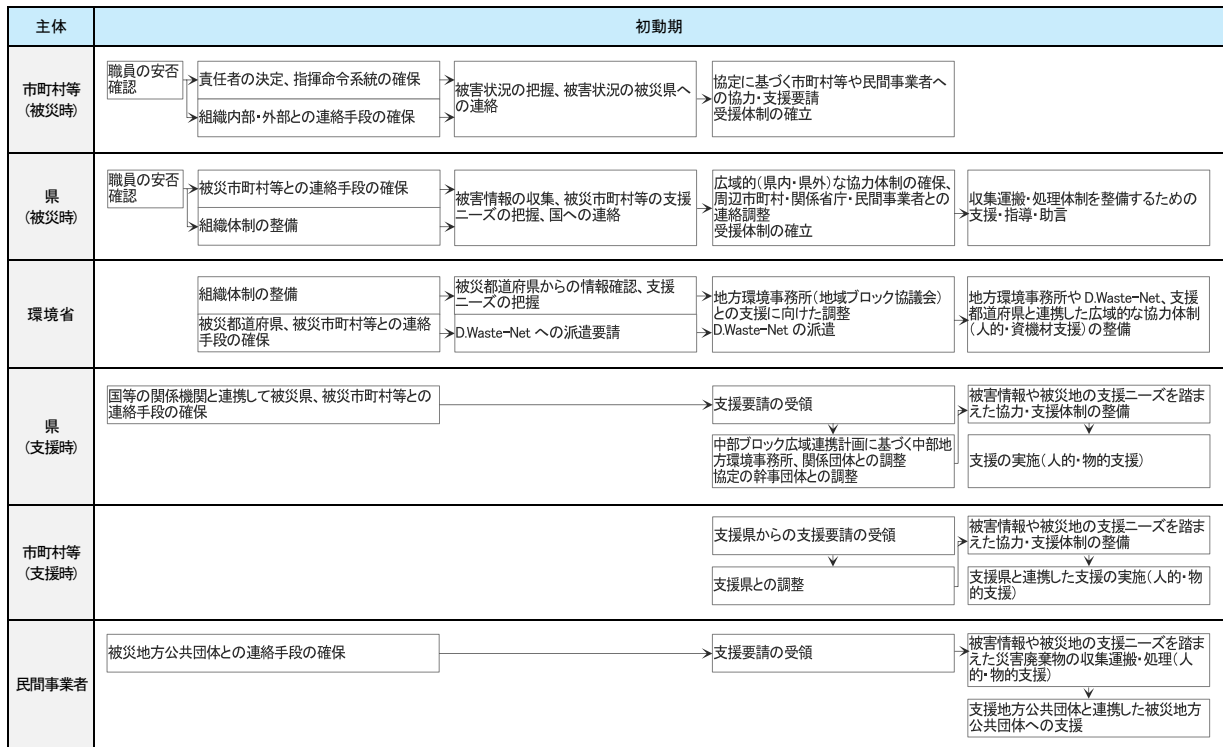 主体
初動期
市町村等
(被災時)
職員の安否
確認
責任者の決定、指揮命令系統の確保
組織内部・外部との連絡手段の確保
被害状況の把握、被害状況の被災県へ
の連絡
協定に基づく市町村等や民間事業者へ
の協力・支援要請
受援体制の確立
県
(被災時)
職員の安否
確認
被災市町村等との連絡手段の確保
組織体制の整備
被害情報の収集、被災市町村等の支援
ニーズの把握、国への連絡
広域的(県内・県外)な協力体制の確保、
周辺市町村・関係省庁・民間事業者との
連絡調整
受援体制の確立
収集運搬・処理体制を整備するための
支援・指導・助言
環境省
組織体制の整備
被災都道府県、被災市町村等との連絡
手段の確保
被災都道府県からの情報確認、支援
ニーズの把握
D.Waste-Net への派遣要請
地方環境事務所(地域ブロック協議会)
との支援に向けた調整
D.Waste-Net の派遣
地方環境事務所や D.Waste-Net、支援
都道府県と連携した広域的な協力体制
(人的・資機材支援)の整備
県
(支援時)
国等の関係機関と連携して被災県、被災市町村等との
連絡手段の確保
支援要請の受領
中部ブロック広域連携計画に基づく中部地
方環境事務所、関係団体との調整
協定の幹事団体との調整
被害情報や被災地の支援ニーズを踏ま
えた協力・支援体制の整備
支援の実施(人的・物的支援)
市町村等
(支援時)
支援県からの支援要請の受領
支援県との調整
被害情報や被災地の支援ニーズを踏ま
えた協力・支援体制の整備
支援県と連携した支援の実施(人的・物
的支援)
民間事業者
被災地方公共団体との連絡手段の確保
支援要請の受領
被害情報や被災地の支援ニーズを踏ま
えた災害廃棄物の収集運搬・処理(人
的・物的支援)
支援地方公共団体と連携した被災地方
公共団体への支援